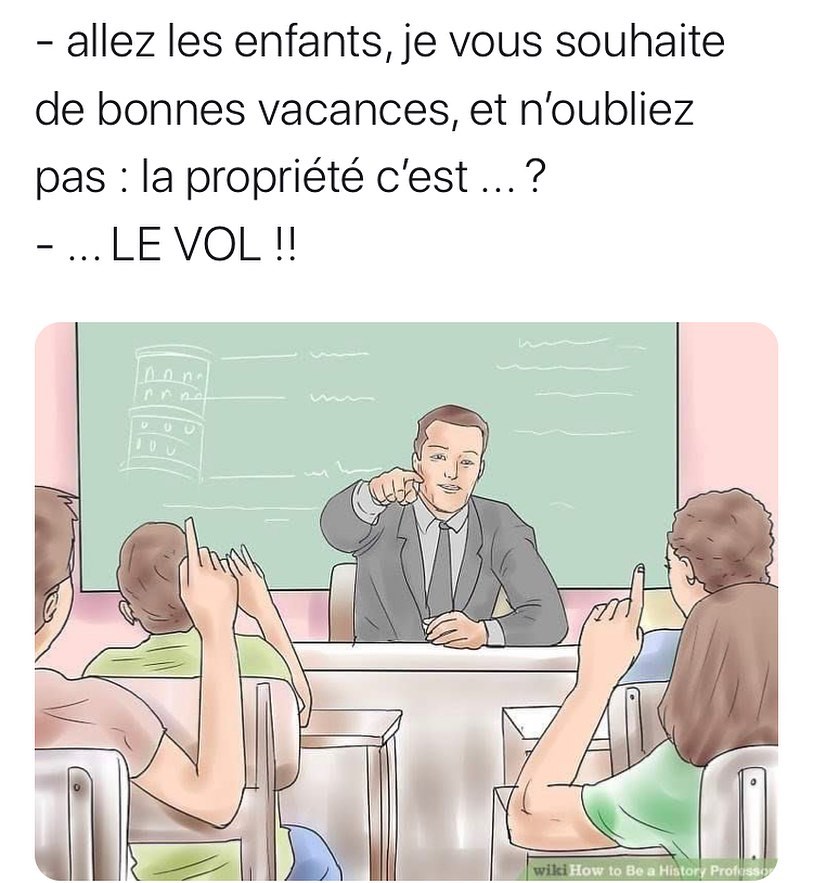 - allez les enfants, je vous souhaite
de bonnes vacances, et n’oubliez
pas : la propriété c’est ... ?
- ... LE VOL !!
wiki How to Be a History Professor